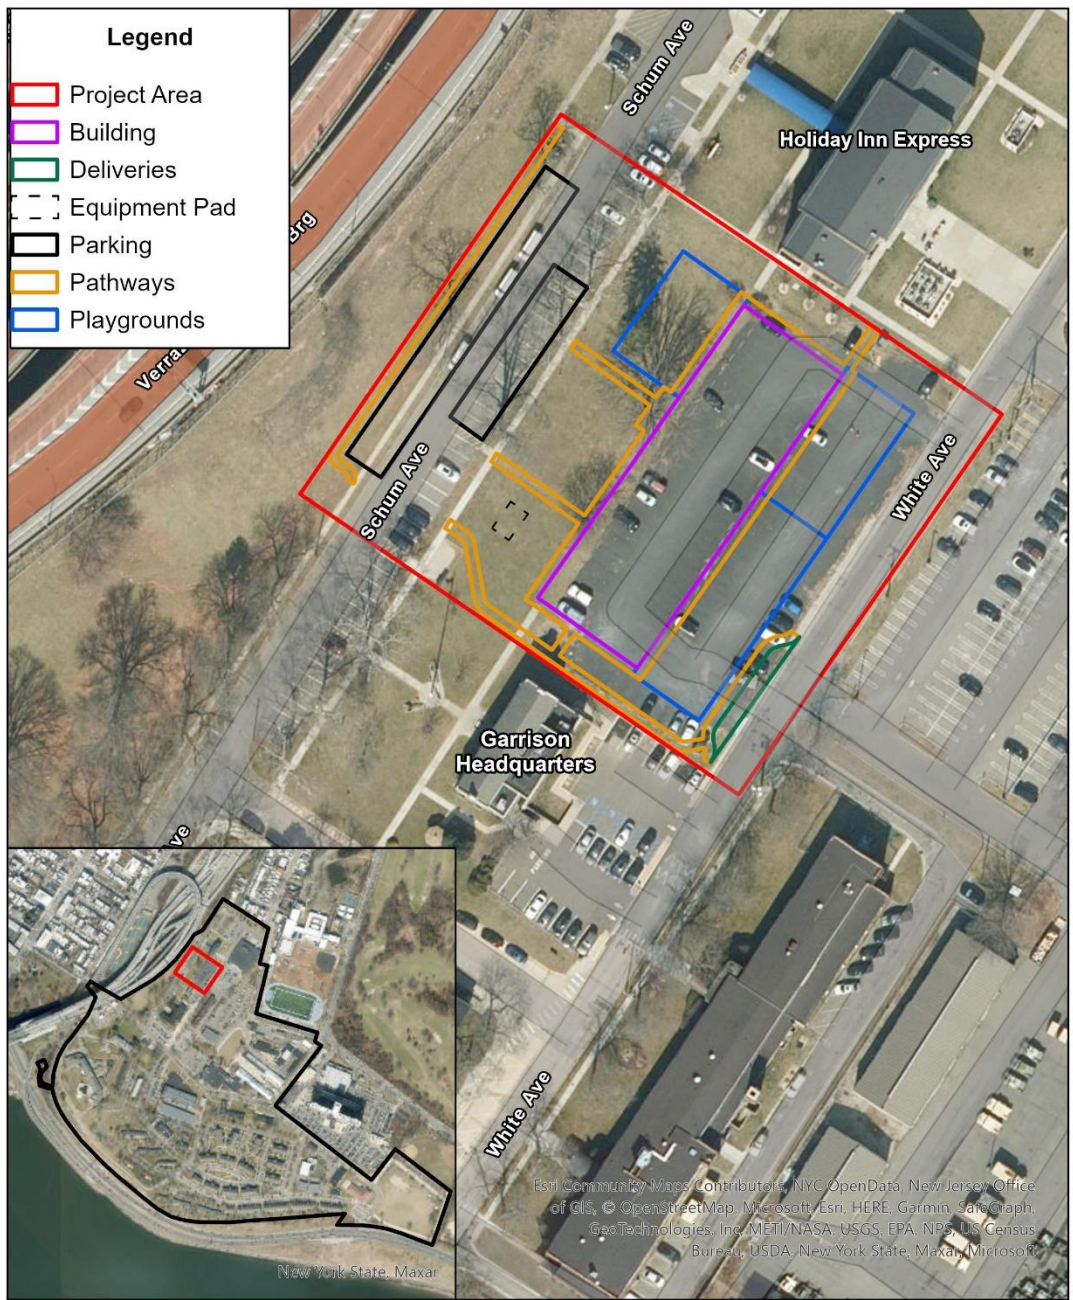 Legend
Project Area
Building
Deliveries
Equipment Pad
Parking
Pathways
Playgrounds
Schum Ave
Holiday Inn Express
Brg
Verra
Schum Ave
White Ave
Garrison
Headquarters
Ave
White Ave
Esri Community Maps Contributors, NYC OpenData, New Jersey Office
of GIS, © OpenStreetMap, Microsoft, Esri, HERE, Garmin, SafeGraph,
GeoTechnologies, Inc, METI/NASA, USGS, EPA, NPS, US Census
Bureau, USDA, New York State, Maxar, Microsoft
New York State, Maxar